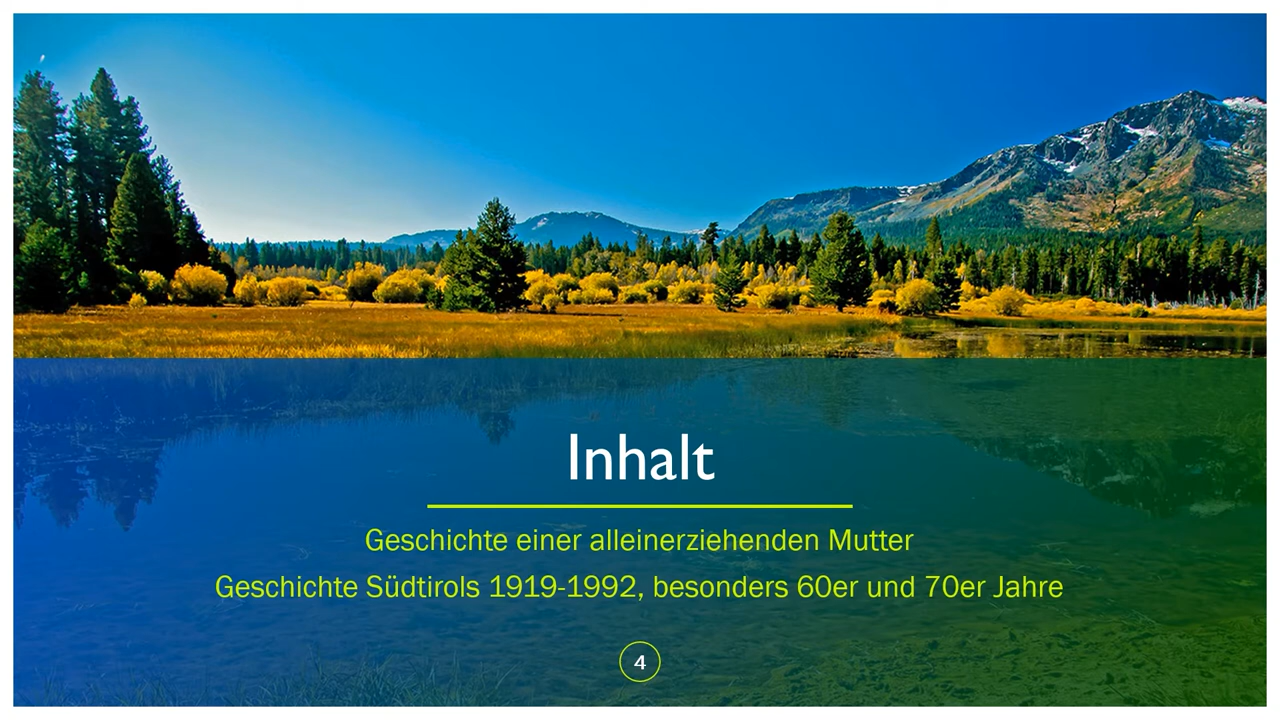 Inhalt
Geschichte einer alleinerziehenden Mutter
Geschichte Südtirols 1919-1992, besonders 60er und 70er Jahre
4